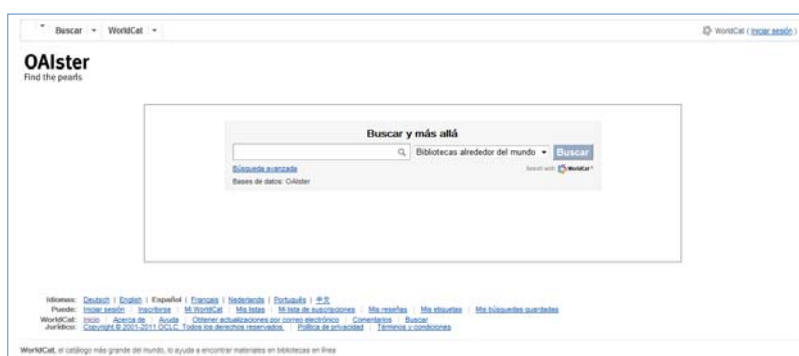 Buscar WorldCat WorldCat ( Iniciar sesión )
OAIster
Find the pearls
Buscar y más allá
Bibliotecas alrededor del mundo Buscar
Búsqueda avanzada Search with WorldCat
Bases de datos: OAIster
Idiomas: Deutsch | English | Español | Français | Nederlands | Português | 中文
Puede: Iniciar sesión | Inscribirse | Mi WorldCat | Mis listas | Mi lista de suscripciones | Mis reseñas | Mis etiquetas | Mis búsquedas guardadas
WorldCat: Inicio | Acerca de | Ayuda | Obtener actualizaciones por correo electrónico | Comentarios | Buscar
Jurídico: Copyright © 2001-2011 OCLC. Todos los derechos reservados. | Política de privacidad | Términos y condiciones
WorldCat, el catálogo más grande del mundo, lo ayuda a encontrar materiales en bibliotecas en línea